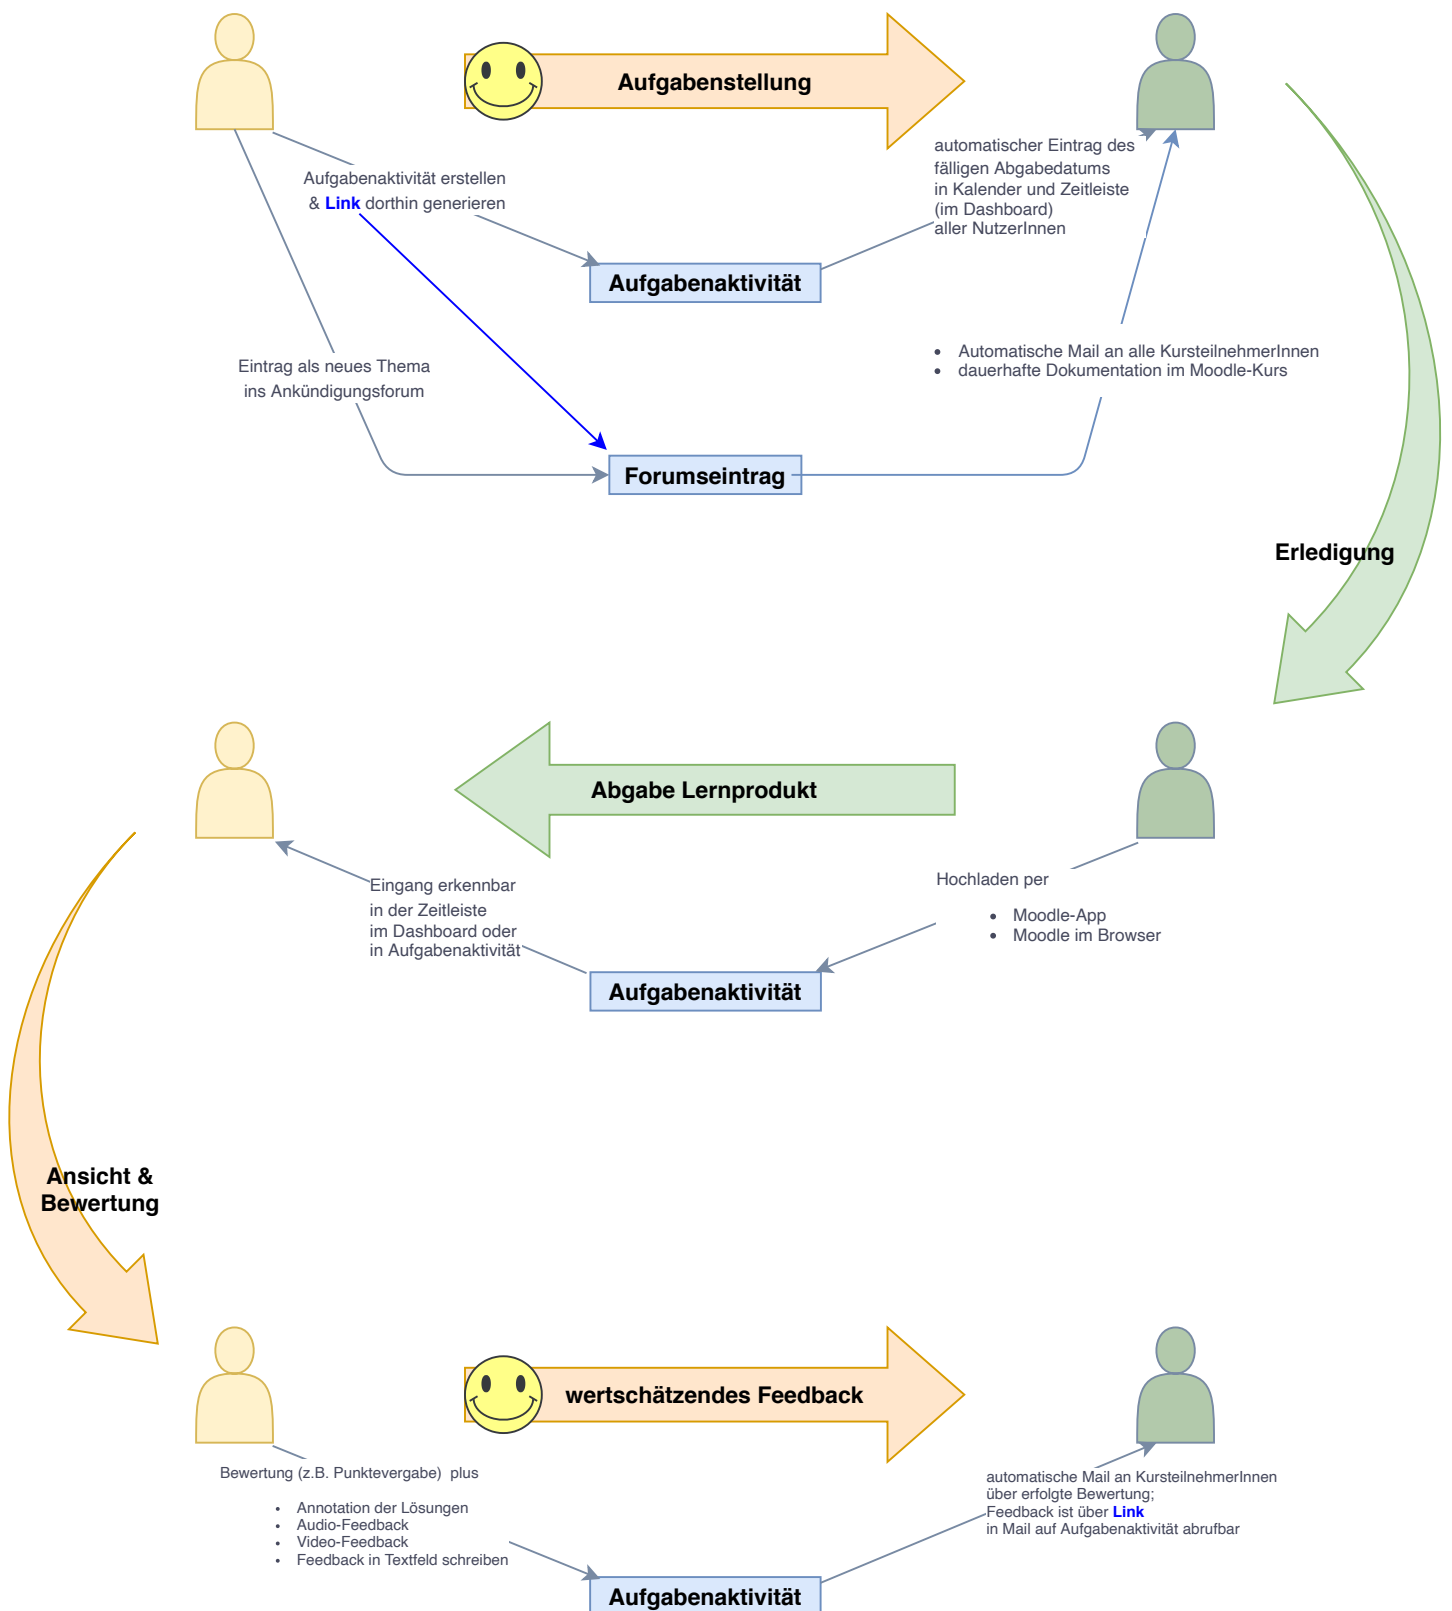 Aufgabenstellung
Aufgabenaktivität erstellen
& Link dorthin generieren
automatischer Eintrag des
fälligen Abgabedatums
in Kalender und Zeitleiste
(im Dashboard)
aller NutzerInnen
Aufgabenaktivität
Eintrag als neues Thema
ins Ankündigungsforum
• Automatische Mail an alle KursteilnehmerInnen
• dauerhafte Dokumentation im Moodle-Kurs
Forumseintrag
Erledigung
Abgabe Lernprodukt
Eingang erkennbar
in der Zeitleiste
im Dashboard oder
in Aufgabenaktivität
Hochladen per
• Moodle-App
• Moodle im Browser
Aufgabenaktivität
Ansicht &
Bewertung
wertschätzendes Feedback
Bewertung (z.B. Punktevergabe) plus
• Annotation der Lösungen
• Audio-Feedback
• Video-Feedback
• Feedback in Textfeld schreiben
automatische Mail an KursteilnehmerInnen
über erfolgte Bewertung;
Feedback ist über Link
in Mail auf Aufgabenaktivität abrufbar
Aufgabenaktivität